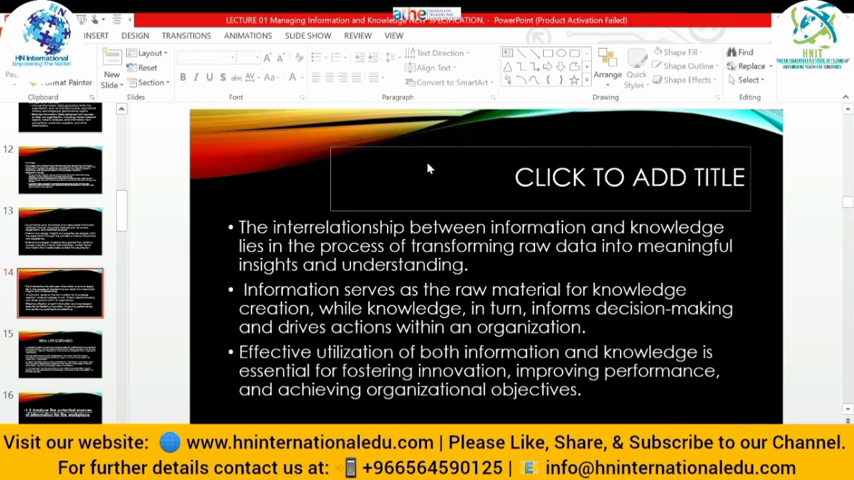 LECTURE 01 Managing Information and Knowledge NEW SPECIFICATION. - PowerPoint (Product Activation Failed)
HN International
HNIT
INSERT DESIGN TRANSITIONS ANIMATIONS SLIDE SHOW REVIEW VIEW
Layout
Reset
Section
New Slide
Format Painter
Text Direction
Align Text
Convert to SmartArt
Arrange
Quick Styles
Shape Fill
Shape Outline
Shape Effects
Find
Replace
Select
Clipboard Slides Font Paragraph Drawing Editing
12
13
14
15
REAL LIFE SCENARIO
16
CLICK TO ADD TITLE
• The interrelationship between information and knowledge
lies in the process of transforming raw data into meaningful
insights and understanding.
• Information serves as the raw material for knowledge
creation, while knowledge, in turn, informs decision-making
and drives actions within an organization.
• Effective utilization of both information and knowledge is
essential for fostering innovation, improving performance,
and achieving organizational objectives.
Visit our website: www.hninternationaledu.com | Please Like, Share, & Subscribe to our Channel.
For further details contact us at: +966564590125 | info@hninternationaledu.com